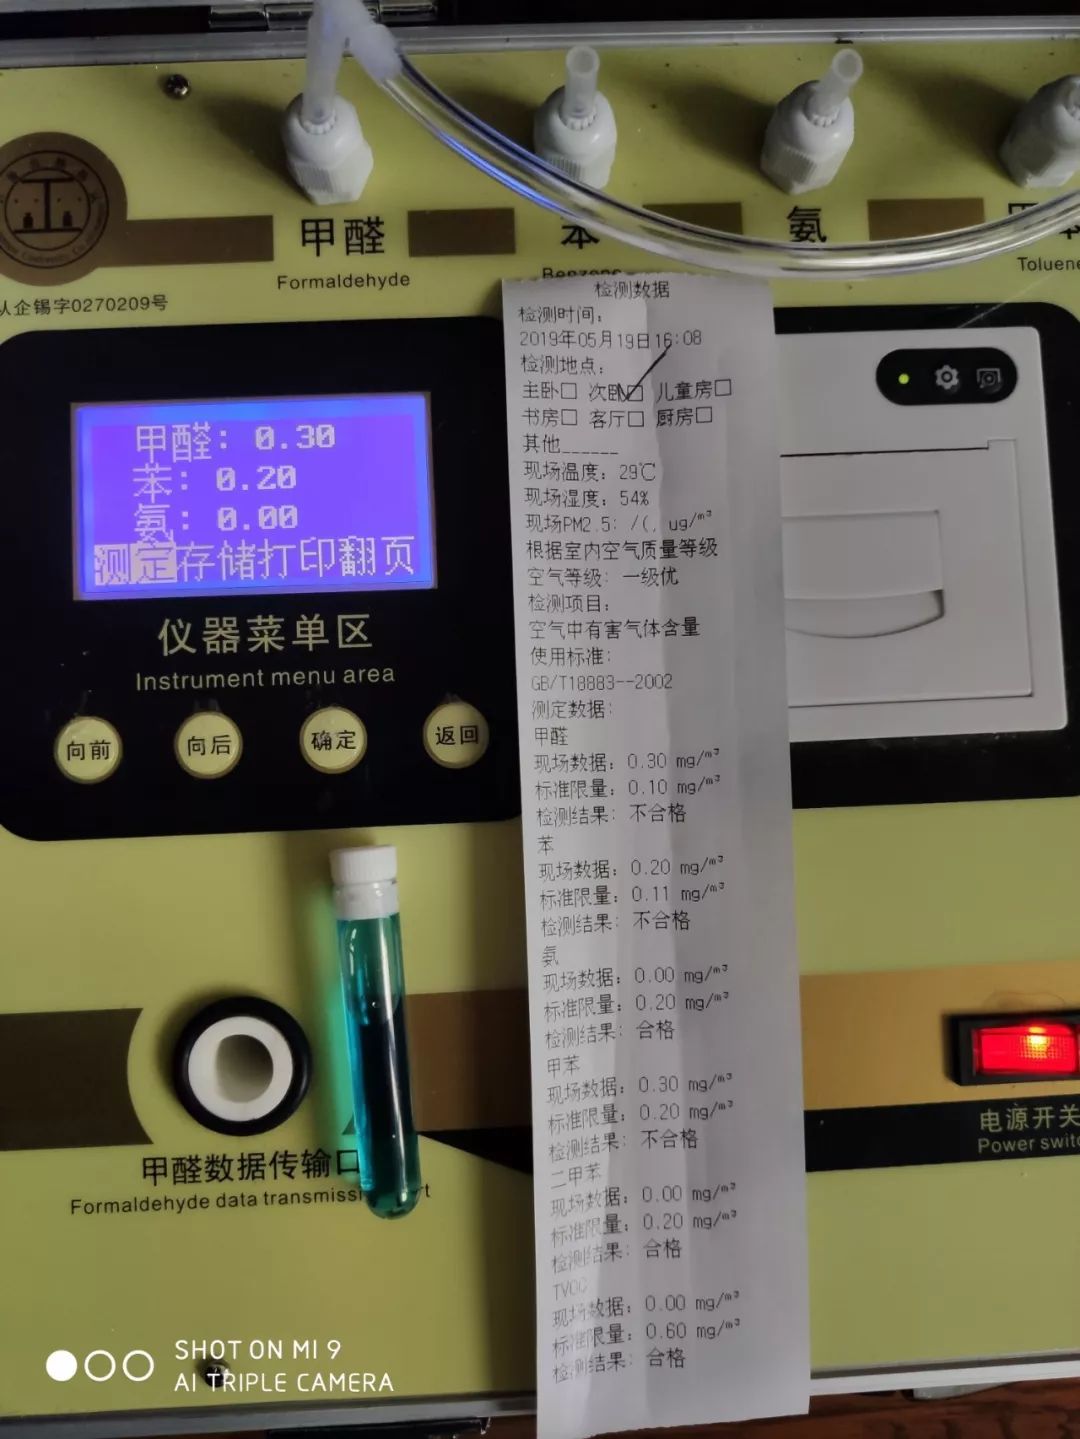 甲醛
Formaldehyde
苯
氨
Toluene
企锡字0270209号
甲醛：0.30
苯：0.20
氨：0.00
测定存储打印翻页
仪器菜单区
Instrument menu area
向前
向后
确定
返回
检测数据
检测时间：
2019年05月19日16:08
检测地点：
主卧□ 次卧□ 儿童房□
书房□ 客厅□ 厨房□
其他______
现场温度：29℃
现场湿度：54%
现场PM2.5：/(, ug/m³
根据室内空气质量等级
空气等级：一级优
检测项目：
空气中有害气体含量
使用标准：
GB/T18883--2002
测定数据：
甲醛
现场数据：0.30 mg/m³
标准限量：0.10 mg/m³
检测结果：不合格
苯
现场数据：0.20 mg/m³
标准限量：0.11 mg/m³
检测结果：不合格
氨
现场数据：0.00 mg/m³
标准限量：0.20 mg/m³
检测结果：合格
甲苯
现场数据：0.30 mg/m³
标准限量：0.20 mg/m³
检测结果：不合格
二甲苯
现场数据：0.00 mg/m³
标准限量：0.20 mg/m³
检测结果：合格
TVOC
现场数据：0.00 mg/m³
标准限量：0.60 mg/m³
检测结果：合格
甲醛数据传输口
Formaldehyde data
电源开关
Power
SHOT ON MI 9
AI TRIPLE CAMERA